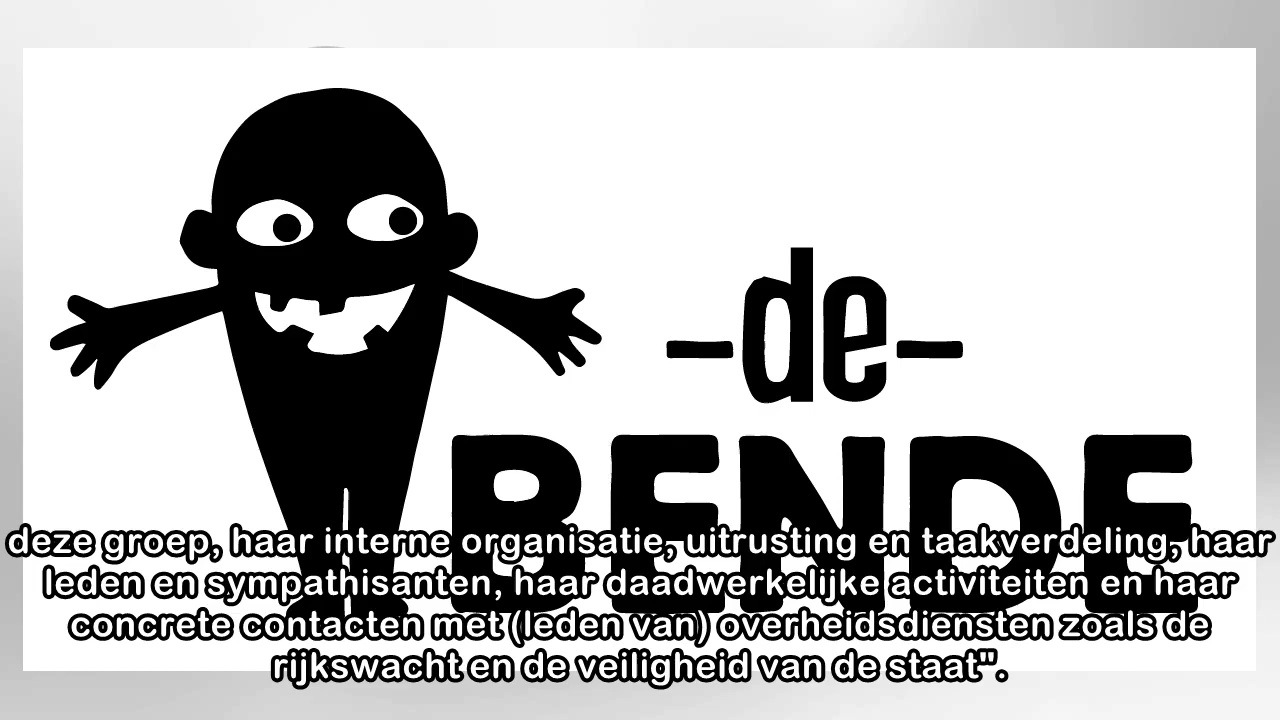 -de-
BENDE
deze groep, haar interne organisatie, uitrusting en taakverdeling, haar
leden en sympathisanten, haar daadwerkelijke activiteiten en haar
concrete contacten met (leden van) overheidsdiensten zoals de
rijkswacht en de veiligheid van de staat".